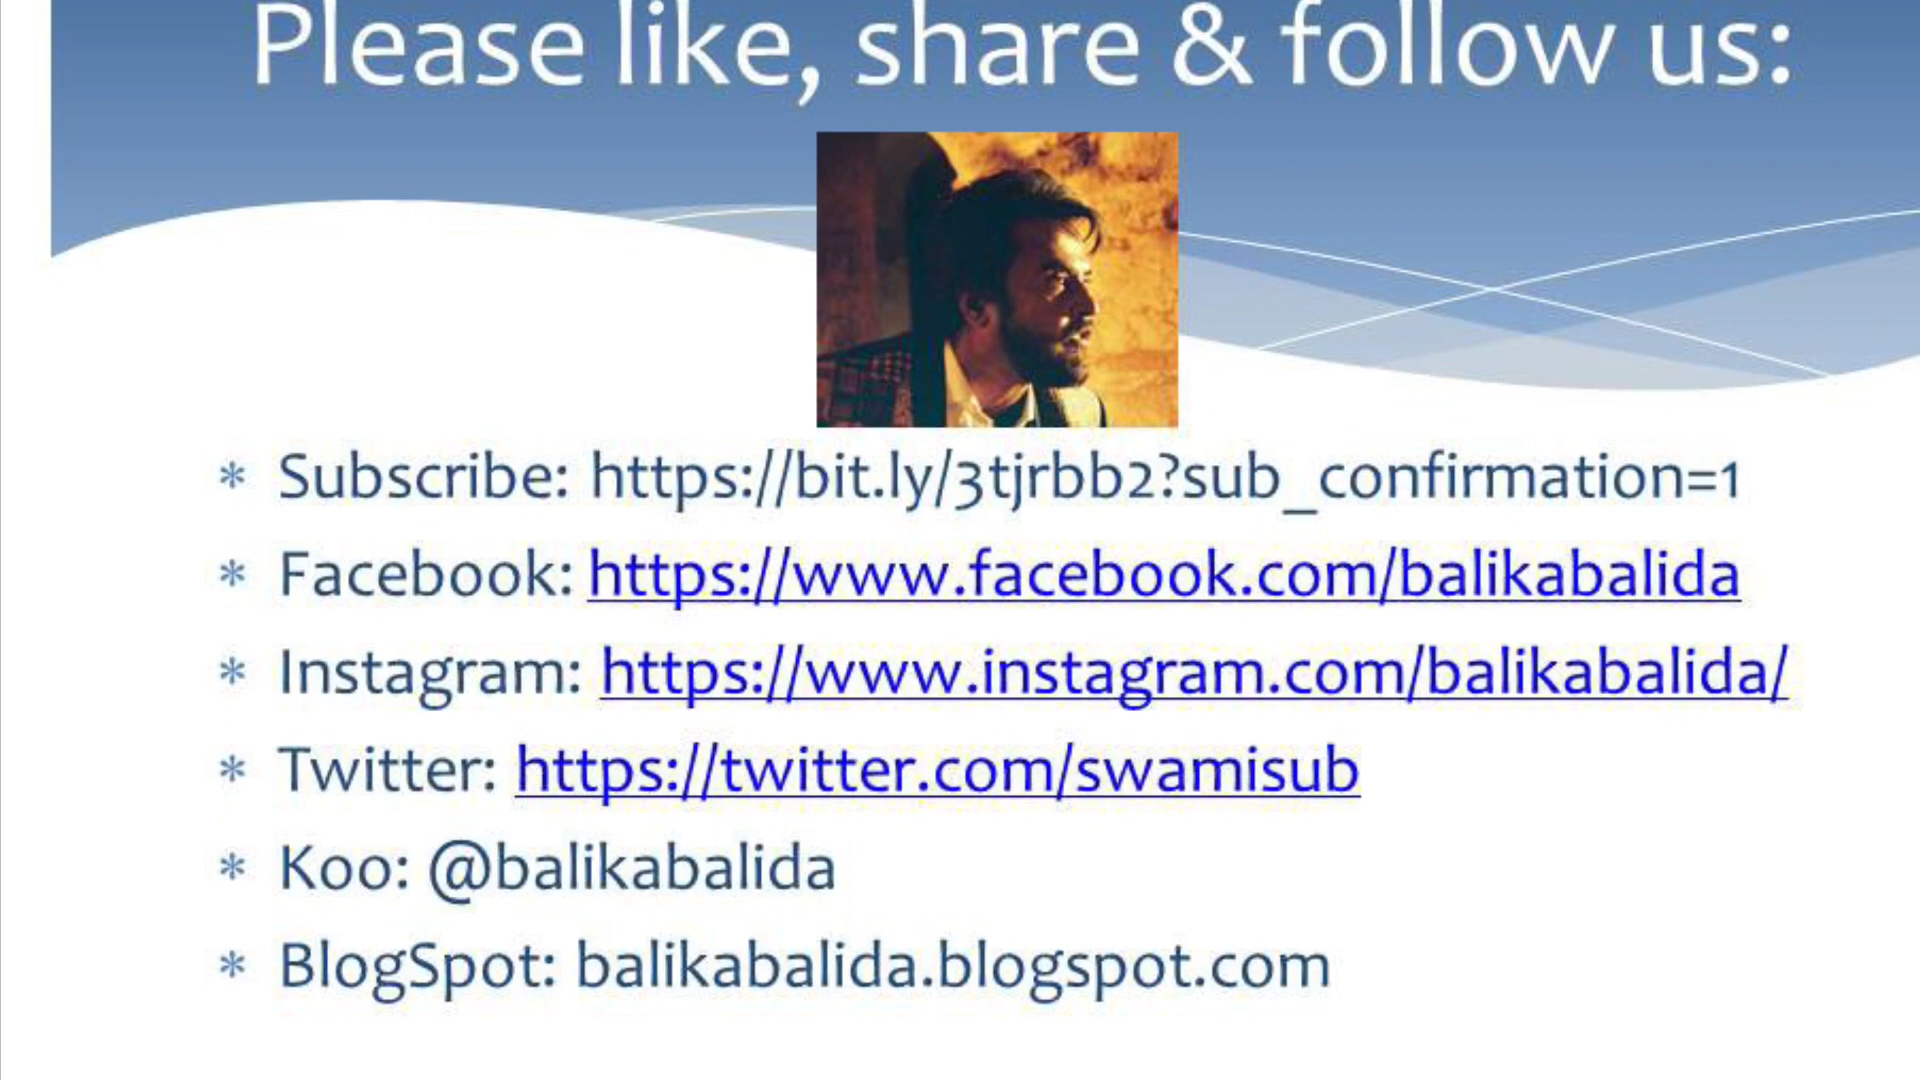 Please like, share & follow us:
* Subscribe: https://bit.ly/3tjrbb2?sub_confirmation=1
* Facebook: https://www.facebook.com/balikabalida
* Instagram: https://www.instagram.com/balikabalida/
* Twitter: https://twitter.com/swamisub
* Koo: @balikabalida
* BlogSpot: balikabalida.blogspot.com